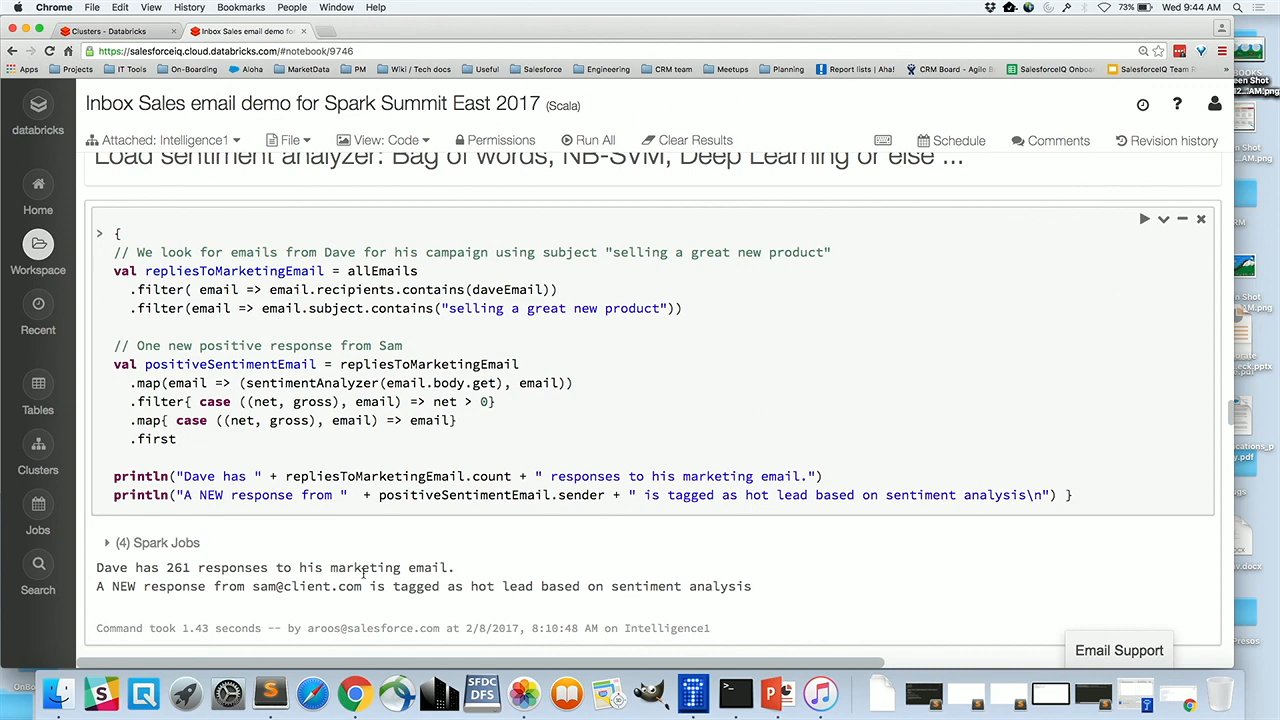 Chrome File Edit View History Bookmarks People Window Help 73% Wed 9:44 AM
Clusters - Databricks Inbox Sales email demo fo
https://salesforceiq.cloud.databricks.com/#notebook/9746
Apps Projects IT Tools On-Boarding Aloha MarketData PM Wiki / Tech docs Useful Salesforce Engineering CRM team Meetups Planning Report lists | Aha! CRM Board - Agile B SalesforceIQ Onbo SalesforceIQ Team R »
databricks
Home
Workspace
Recent
Tables
Clusters
Jobs
Search
Inbox Sales email demo for Spark Summit East 2017 (Scala)
Attached: Intelligence1 File View: Code Permissions Run All Clear Results Schedule Comments Revision history
Load sentiment analyzer: Bag of words, NB-SVM, Deep Learning or else ...
> {
// We look for emails from Dave for his campaign using subject "selling a great new product"
val repliesToMarketingEmail = allEmails
.filter( email => email.recipients.contains(daveEmail))
.filter(email => email.subject.contains("selling a great new product"))
// One new positive response from Sam
val positiveSentimentEmail = repliesToMarketingEmail
.map(email => (sentimentAnalyzer(email.body.get), email))
.filter{ case ((net, gross), email) => net > 0}
.map{ case ((net, gross), email) => email}
.first
println("Dave has " + repliesToMarketingEmail.count + " responses to his marketing email.")
println("A NEW response from "  + positiveSentimentEmail.sender + " is tagged as hot lead based on sentiment analysis\n") }
(4) Spark Jobs
Dave has 261 responses to his marketing email.
A NEW response from sam@client.com is tagged as hot lead based on sentiment analysis
Command took 1.43 seconds -- by aroos@salesforce.com at 2/8/2017, 8:10:48 AM on Intelligence1
Email Support
SFDC
DFS